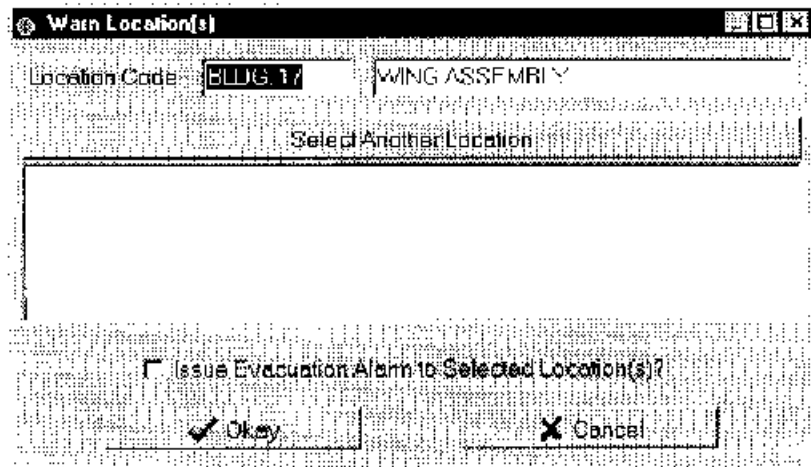 Warn Location(s)
Location Code BLDG.17 WING ASSEMBLY
Select Another Location
Issue Evacuation Alarm to Selected Location(s)?
Okay Cancel